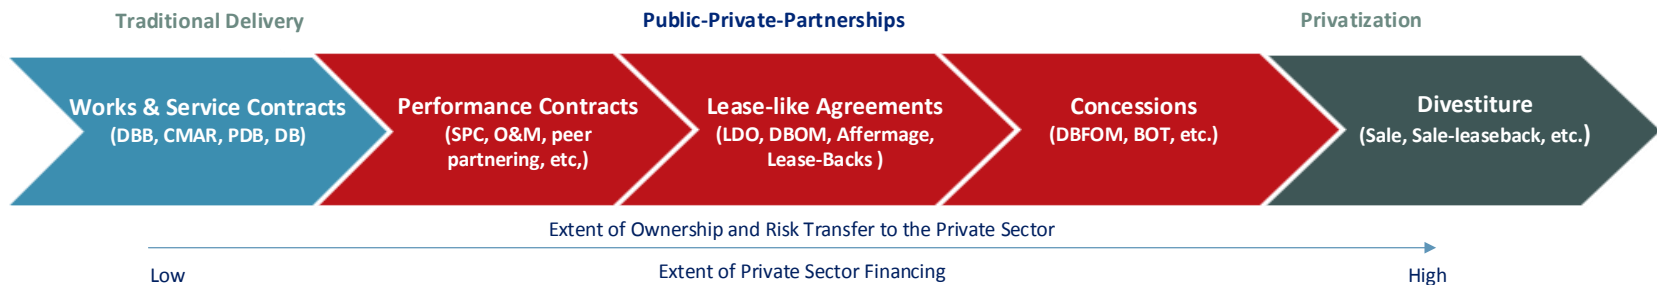 Traditional Delivery
Public-Private-Partnerships
Privatization
Works & Service Contracts
(DBB, CMAR, PDB, DB)
Performance Contracts
(SPC, O&M, peer
partnering, etc,)
Lease-like Agreements
(LDO, DBOM, Affermage,
Lease-Backs )
Concessions
(DBFOM, BOT, etc.)
Divestiture
(Sale, Sale-leaseback, etc.)
Extent of Ownership and Risk Transfer to the Private Sector
Low
Extent of Private Sector Financing
High